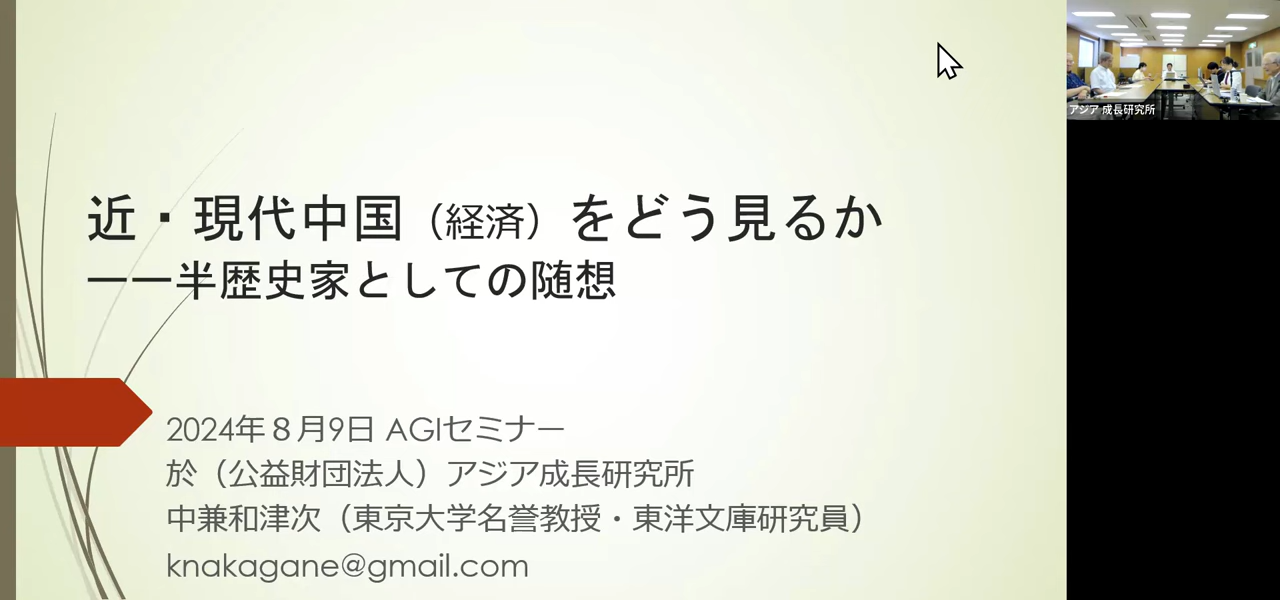 近・現代中国（経済）をどう見るか
――半歴史家としての随想
2024年８月9日 AGIセミナー
於（公益財団法人）アジア成長研究所
中兼和津次（東京大学名誉教授・東洋文庫研究員）
knakagane@gmail.com
アジア 成長研究所